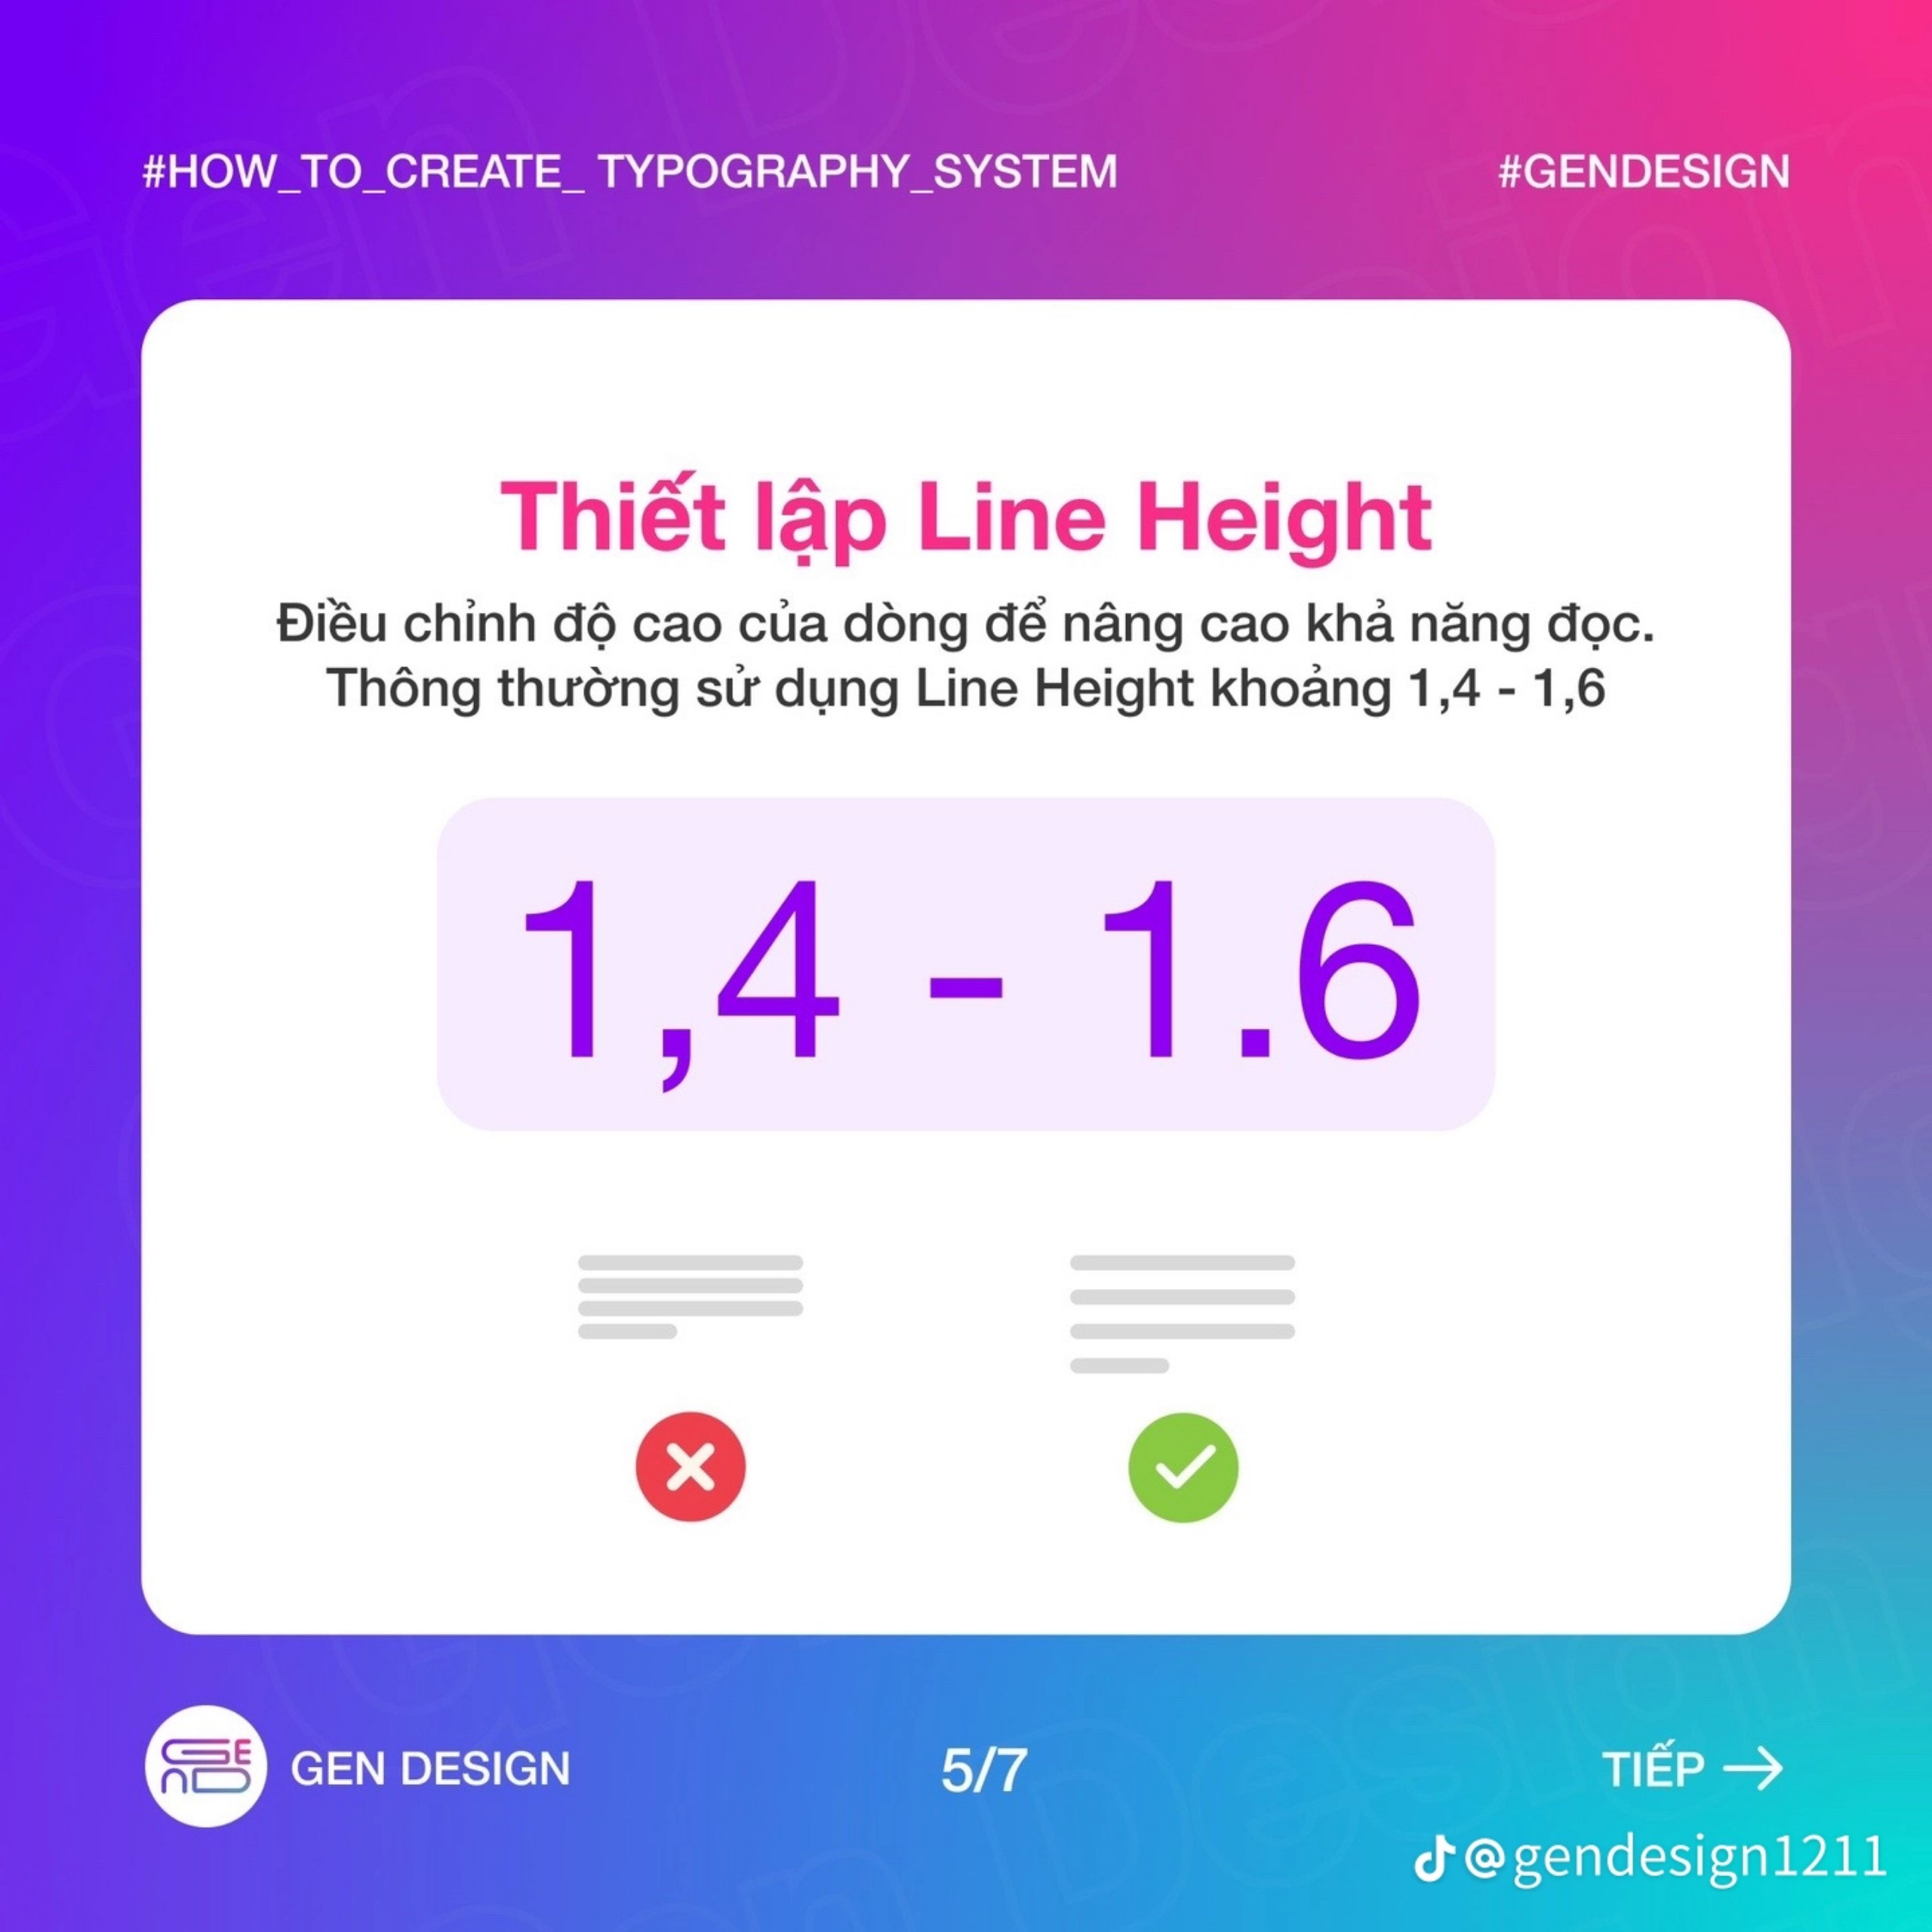 #HOW_TO_CREATE_ TYPOGRAPHY_SYSTEM
#GENDESIGN
Thiết lập Line Height
Điều chỉnh độ cao của dòng để nâng cao khả năng đọc.
Thông thường sử dụng Line Height khoảng 1,4 - 1,6
1,4 - 1.6
GEND
GEN DESIGN
5/7
TIẾP
@gendesign1211